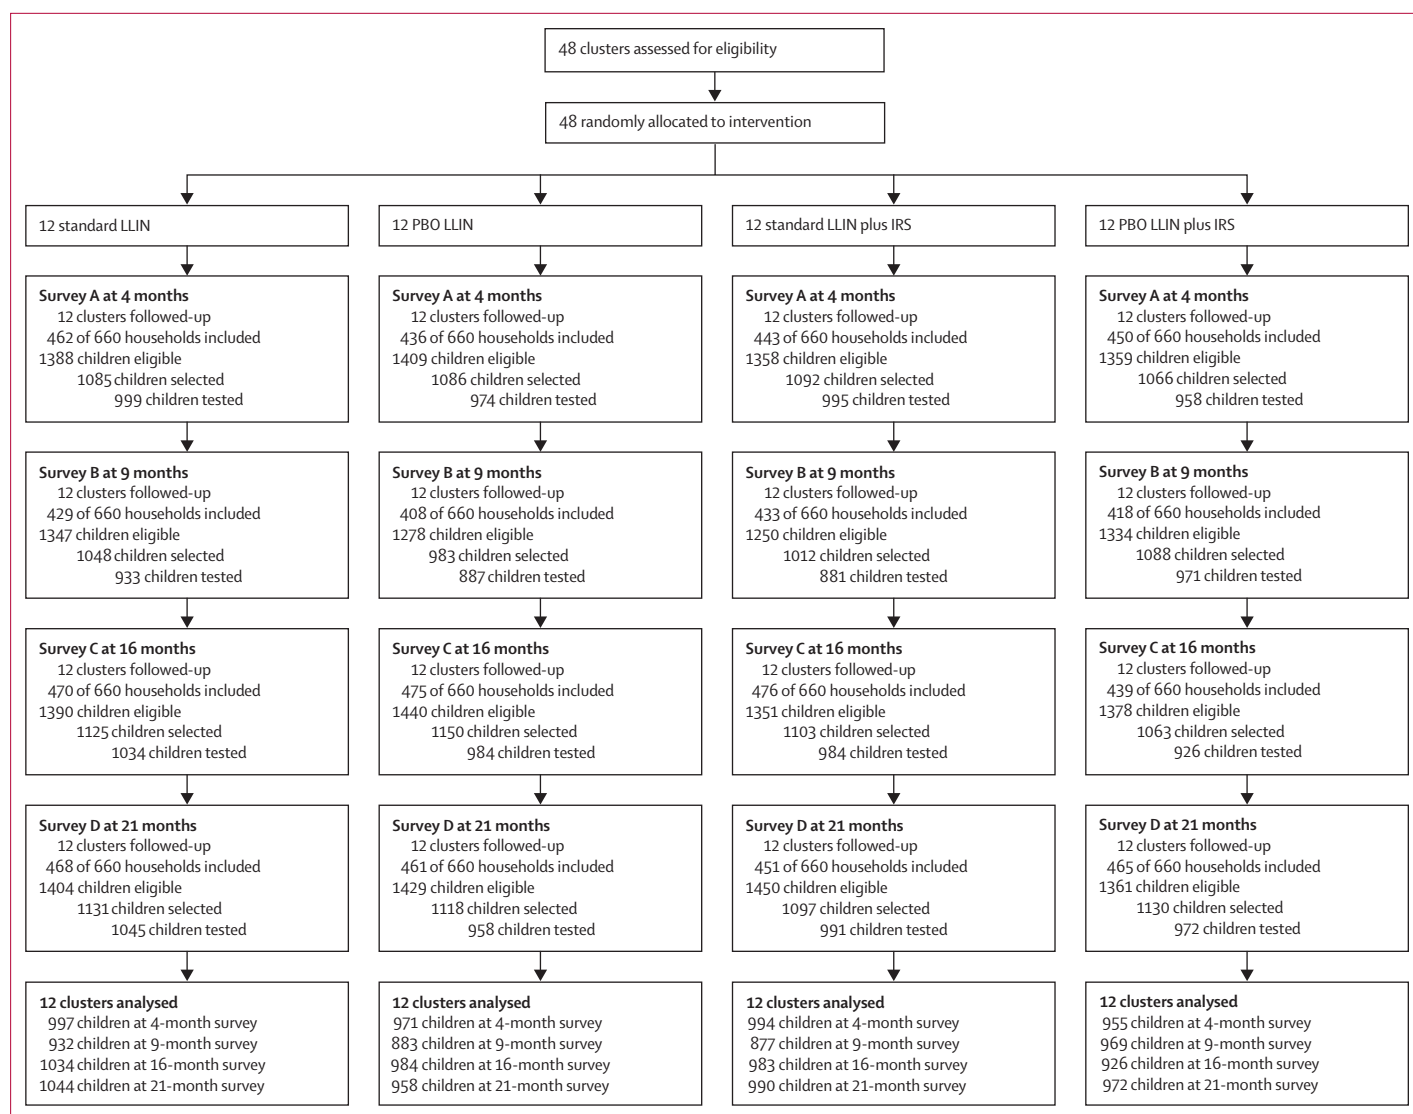 48 clusters assessed for eligibility
48 randomly allocated to intervention
12 standard LLIN
12 PBO LLIN
12 standard LLIN plus IRS
12 PBO LLIN plus IRS
Survey A at 4 months
12 clusters followed-up
462 of 660 households included
1388 children eligible
1085 children selected
999 children tested
Survey A at 4 months
12 clusters followed-up
436 of 660 households included
1409 children eligible
1086 children selected
974 children tested
Survey A at 4 months
12 clusters followed-up
443 of 660 households included
1358 children eligible
1092 children selected
995 children tested
Survey A at 4 months
12 clusters followed-up
450 of 660 households included
1359 children eligible
1066 children selected
958 children tested
Survey B at 9 months
12 clusters followed-up
429 of 660 households included
1347 children eligible
1048 children selected
933 children tested
Survey B at 9 months
12 clusters followed-up
408 of 660 households included
1278 children eligible
983 children selected
887 children tested
Survey B at 9 months
12 clusters followed-up
433 of 660 households included
1250 children eligible
1012 children selected
881 children tested
Survey B at 9 months
12 clusters followed-up
418 of 660 households included
1334 children eligible
1088 children selected
971 children tested
Survey C at 16 months
12 clusters followed-up
470 of 660 households included
1390 children eligible
1125 children selected
1034 children tested
Survey C at 16 months
12 clusters followed-up
475 of 660 households included
1440 children eligible
1150 children selected
984 children tested
Survey C at 16 months
12 clusters followed-up
476 of 660 households included
1351 children eligible
1103 children selected
984 children tested
Survey C at 16 months
12 clusters followed-up
439 of 660 households included
1378 children eligible
1063 children selected
926 children tested
Survey D at 21 months
12 clusters followed-up
468 of 660 households included
1404 children eligible
1131 children selected
1045 children tested
Survey D at 21 months
12 clusters followed-up
461 of 660 households included
1429 children eligible
1118 children selected
958 children tested
Survey D at 21 months
12 clusters followed-up
451 of 660 households included
1450 children eligible
1097 children selected
991 children tested
Survey D at 21 months
12 clusters followed-up
465 of 660 households included
1361 children eligible
1130 children selected
972 children tested
12 clusters analysed
997 children at 4-month survey
932 children at 9-month survey
1034 children at 16-month survey
1044 children at 21-month survey
12 clusters analysed
971 children at 4-month survey
883 children at 9-month survey
984 children at 16-month survey
958 children at 21-month survey
12 clusters analysed
994 children at 4-month survey
877 children at 9-month survey
983 children at 16-month survey
990 children at 21-month survey
12 clusters analysed
955 children at 4-month survey
969 children at 9-month survey
926 children at 16-month survey
972 children at 21-month survey